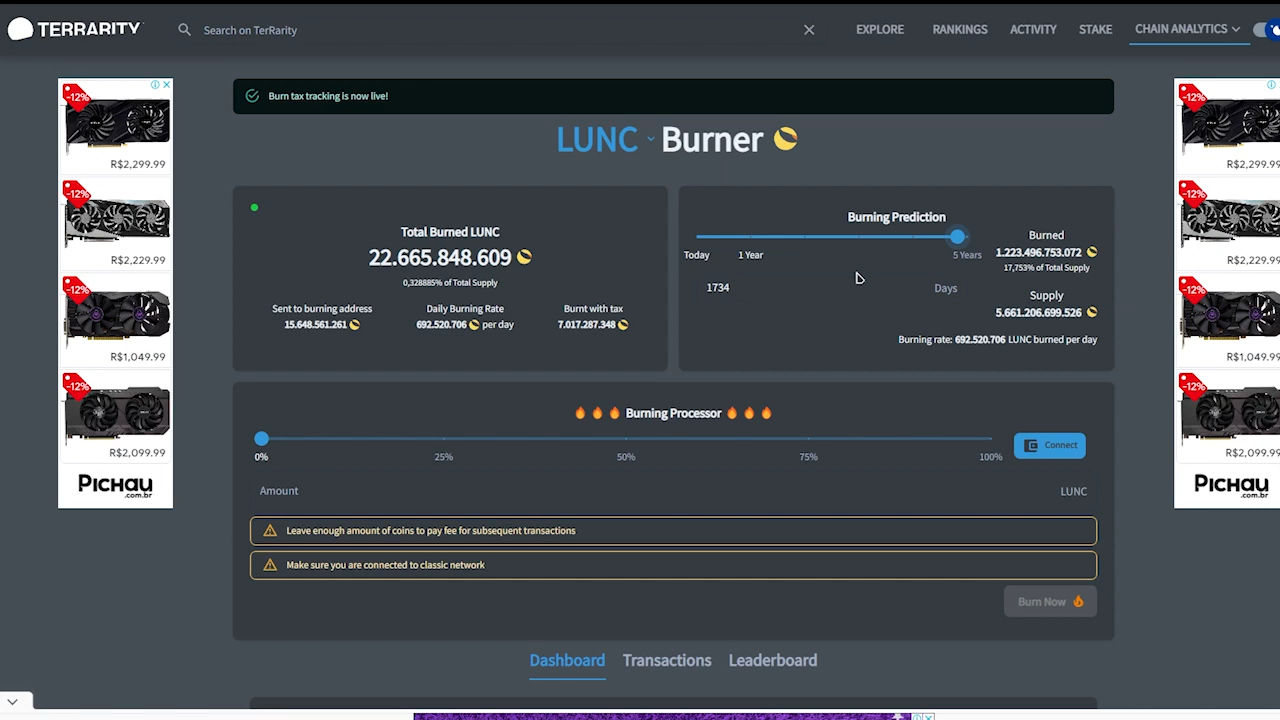 TERRARITY
Search on TerRarity
EXPLORE
RANKINGS
ACTIVITY
STAKE
CHAIN ANALYTICS
Burn tax tracking is now live!
LUNC Burner
Total Burned LUNC
22.665.848.609
0,328885% of Total Supply
Sent to burning address
15.648.561.261
Daily Burning Rate
692.520.706 per day
Burnt with tax
7.017.287.348
Burning Prediction
Today
1 Year
5 Years
1734
Days
Burned
1.223.496.753.072
17,753% of Total Supply
Supply
5.661.206.699.526
Burning rate: 692.520.706 LUNC burned per day
Burning Processor
0%
25%
50%
75%
100%
Connect
Amount
LUNC
Leave enough amount of coins to pay fee for subsequent transactions
Make sure you are connected to classic network
Burn Now
Dashboard
Transactions
Leaderboard
-12%
R$2,299.99
-12%
R$2,229.99
-12%
R$1,049.99
-12%
R$2,099.99
PICHAU
.com.br
-12%
R$2,299.99
-12%
R$2,229.99
-12%
R$1,049.99
-12%
R$2,099.99
PICHAU
.com.br